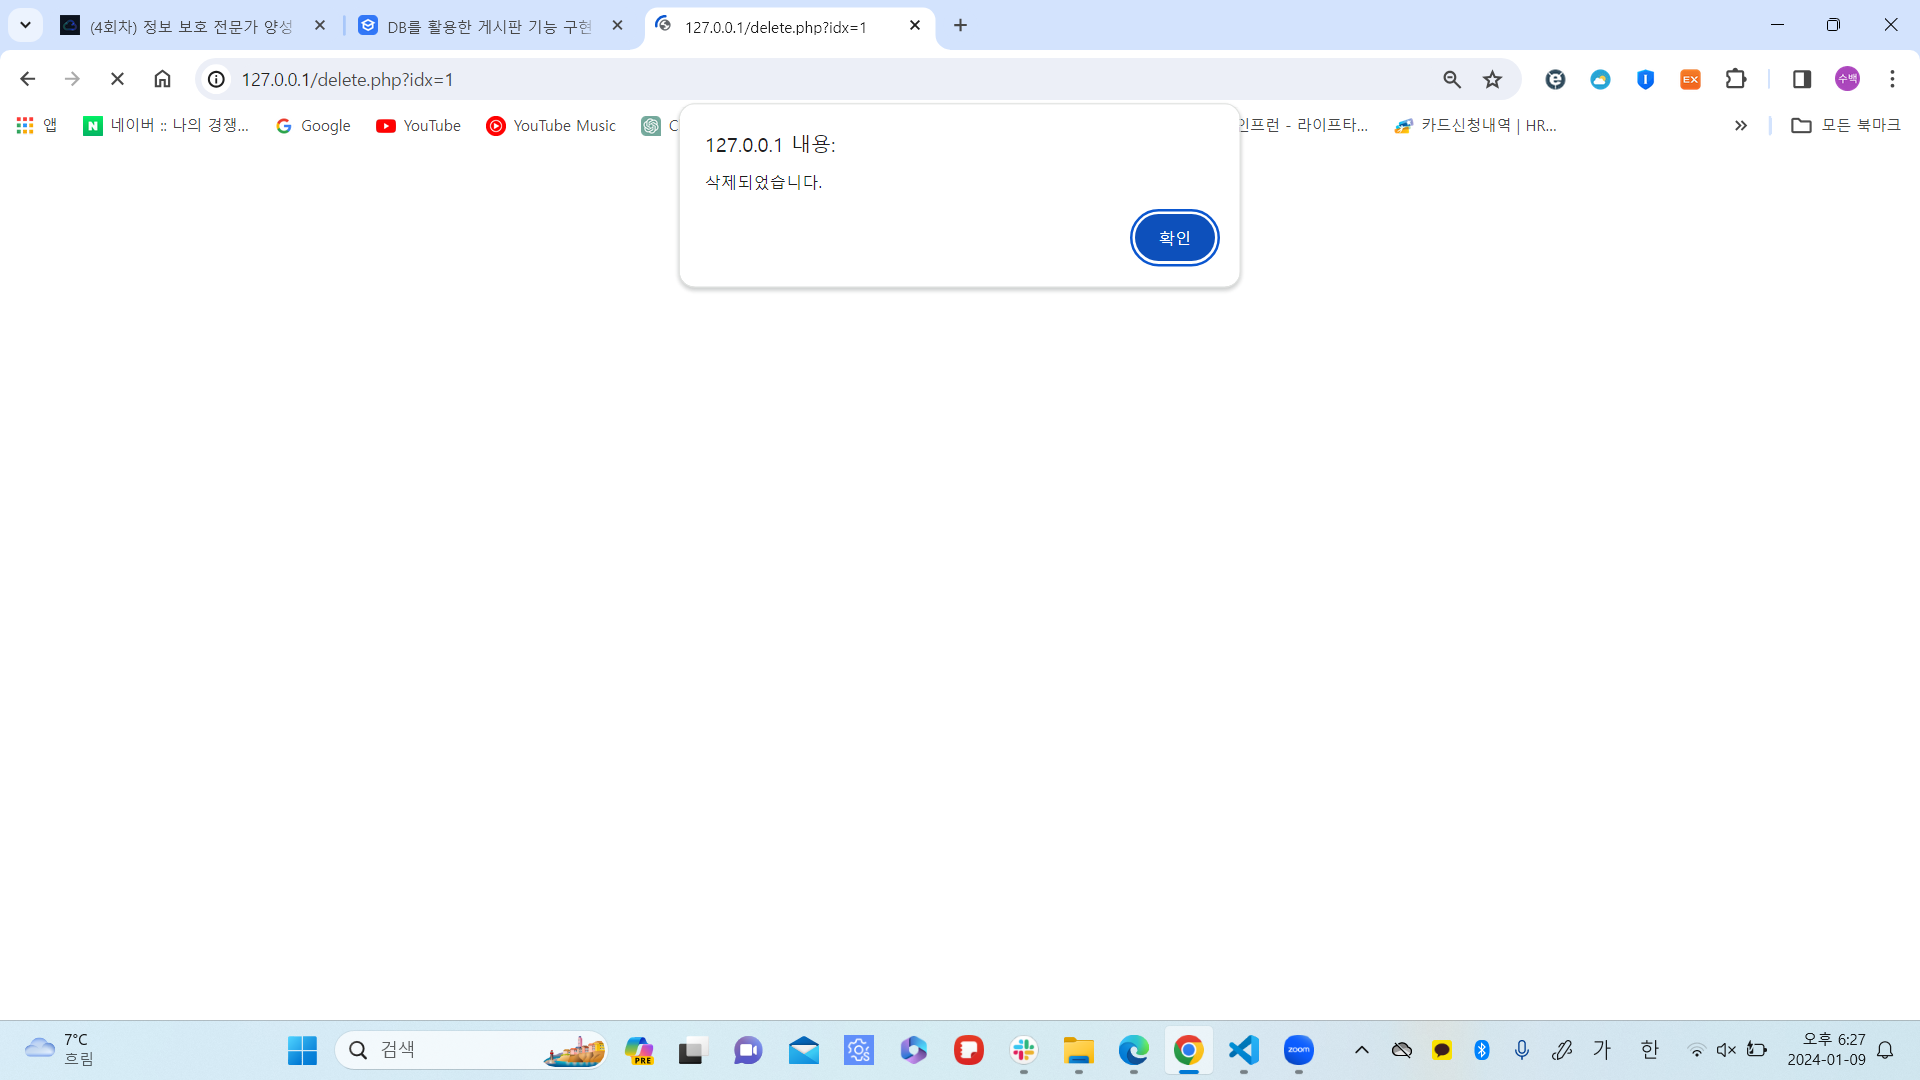 (4회차) 정보 보호 전문가 양성
DB를 활용한 게시판 기능 구현
127.0.0.1/delete.php?idx=1
127.0.0.1/delete.php?idx=1
수백
앱
네이버 :: 나의 경쟁...
Google
YouTube
YouTube Music
인프런 - 라이프타...
카드신청내역 | HR...
모든 북마크
127.0.0.1 내용:
삭제되었습니다.
확인
7°C
흐림
검색
PRE
zoom
가
한
오후 6:27
2024-01-09